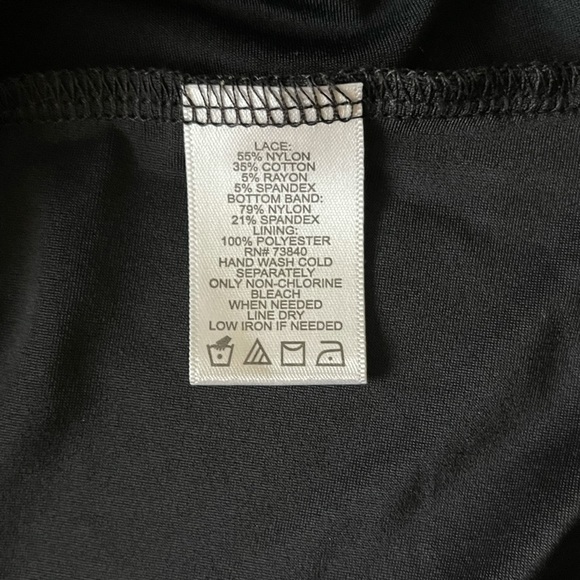 LACE:
55% NYLON
35% COTTON
5% RAYON
5% SPANDEX
BOTTOM BAND:
79% NYLON
21% SPANDEX
LINING:
100% POLYESTER
RN# 73840
HAND WASH COLD
SEPARATELY
ONLY NON-CHLORINE
BLEACH
WHEN NEEDED
LINE DRY
LOW IRON IF NEEDED